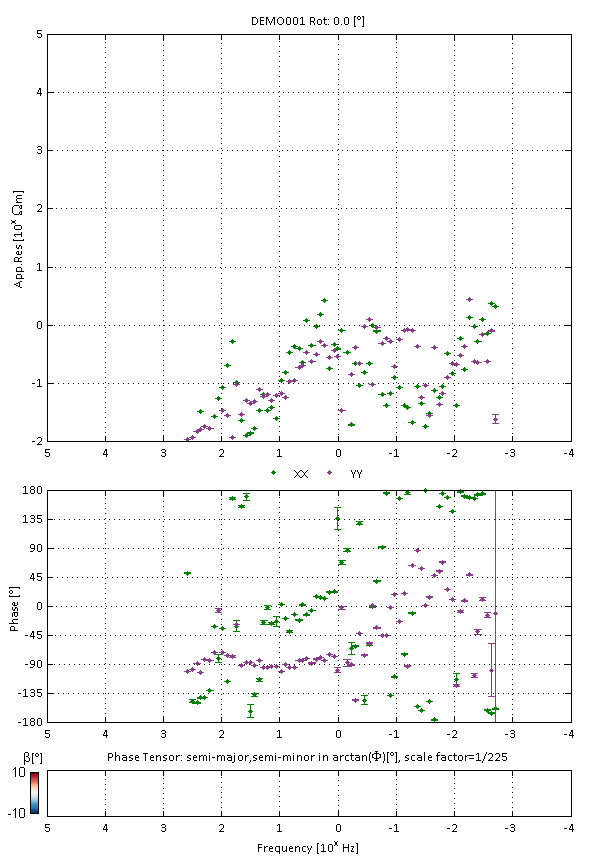 DEMO001 Rot: 0.0 [°]
App.Res [10^x Ωm]
5
4
3
2
1
0
-1
-2
5 4 3 2 1 0 -1 -2 -3 -4
XX YY
Phase [°]
180
135
90
45
0
-45
-90
-135
-180
5 4 3 2 1 0 -1 -2 -3 -4
Phase Tensor: semi-major,semi-minor in arctan(Φ)[°], scale factor=1/225
β[°]
10
-10
5 4 3 2 1 0 -1 -2 -3 -4
Frequency [10^x Hz]